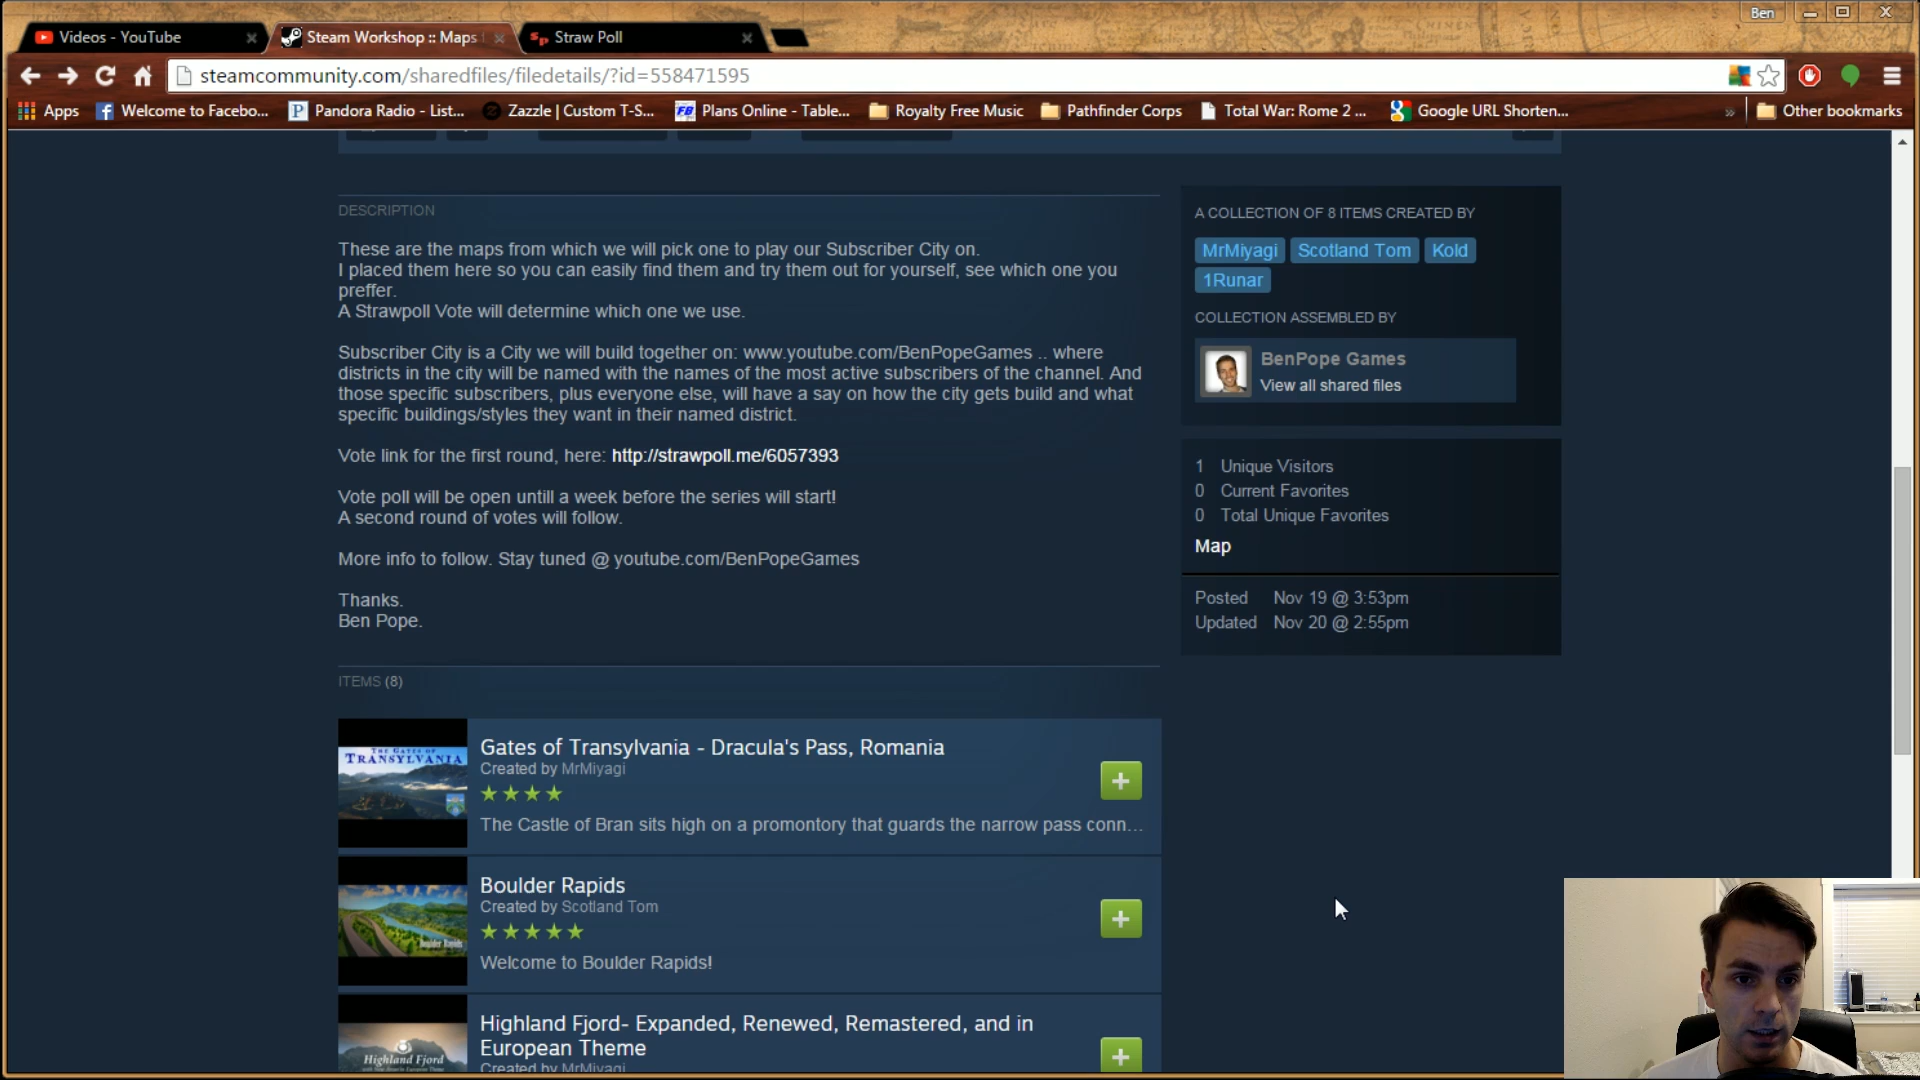 Ben
Videos - YouTube
Steam Workshop :: Maps
Straw Poll
steamcommunity.com/sharedfiles/filedetails/?id=558471595
Apps
Welcome to Facebo...
Pandora Radio - List...
Zazzle | Custom T-S...
Plans Online - Table...
Royalty Free Music
Pathfinder Corps
Total War: Rome 2 ...
Google URL Shorten...
»
Other bookmarks
DESCRIPTION
These are the maps from which we will pick one to play our Subscriber City on.
I placed them here so you can easily find them and try them out for yourself, see which one you
preffer.
A Strawpoll Vote will determine which one we use.
Subscriber City is a City we will build together on: www.youtube.com/BenPopeGames .. where
districts in the city will be named with the names of the most active subscribers of the channel. And
those specific subscribers, plus everyone else, will have a say on how the city gets build and what
specific buildings/styles they want in their named district.
Vote link for the first round, here: http://strawpoll.me/6057393
Vote poll will be open untill a week before the series will start!
A second round of votes will follow.
More info to follow. Stay tuned @ youtube.com/BenPopeGames
Thanks.
Ben Pope.
A COLLECTION OF 8 ITEMS CREATED BY
MrMiyagi Scotland Tom Kold
1Runar
COLLECTION ASSEMBLED BY
BenPope Games
View all shared files
1 Unique Visitors
0 Current Favorites
0 Total Unique Favorites
Map
Posted Nov 19 @ 3:53pm
Updated Nov 20 @ 2:55pm
ITEMS (8)
THE GATES OF
TRANSYLVANIA
Gates of Transylvania - Dracula's Pass, Romania
Created by MrMiyagi
The Castle of Bran sits high on a promontory that guards the narrow pass conn...
Boulder Rapids
Boulder Rapids
Created by Scotland Tom
Welcome to Boulder Rapids!
Highland Fjord
Highland Fjord- Expanded, Renewed, Remastered, and in
European Theme
Created by MrMiyagi